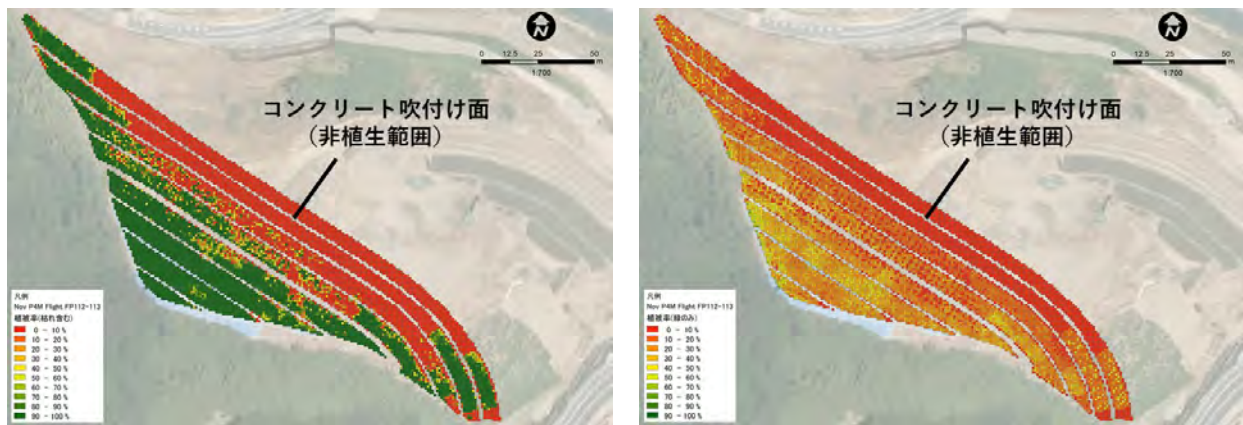 N
0 12.5 25 50
m
1:700
コンクリート吹付け面
(非植生範囲)
凡例
Nov P4M Flight FP112-113
植被率(枯れ含む)
0 - 10 %
10 - 20 %
20 - 30 %
30 - 40 %
40 - 50 %
50 - 60 %
60 - 70 %
70 - 80 %
80 - 90 %
90 - 100%
N
0 12.5 25 50
m
1:700
コンクリート吹付け面
(非植生範囲)
凡例
Nov P4M Flight FP112-113
植被率(緑のみ)
0 - 10 %
10 - 20 %
20 - 30 %
30 - 40 %
40 - 50 %
50 - 60 %
60 - 70 %
70 - 80 %
80 - 90 %
90 - 100%